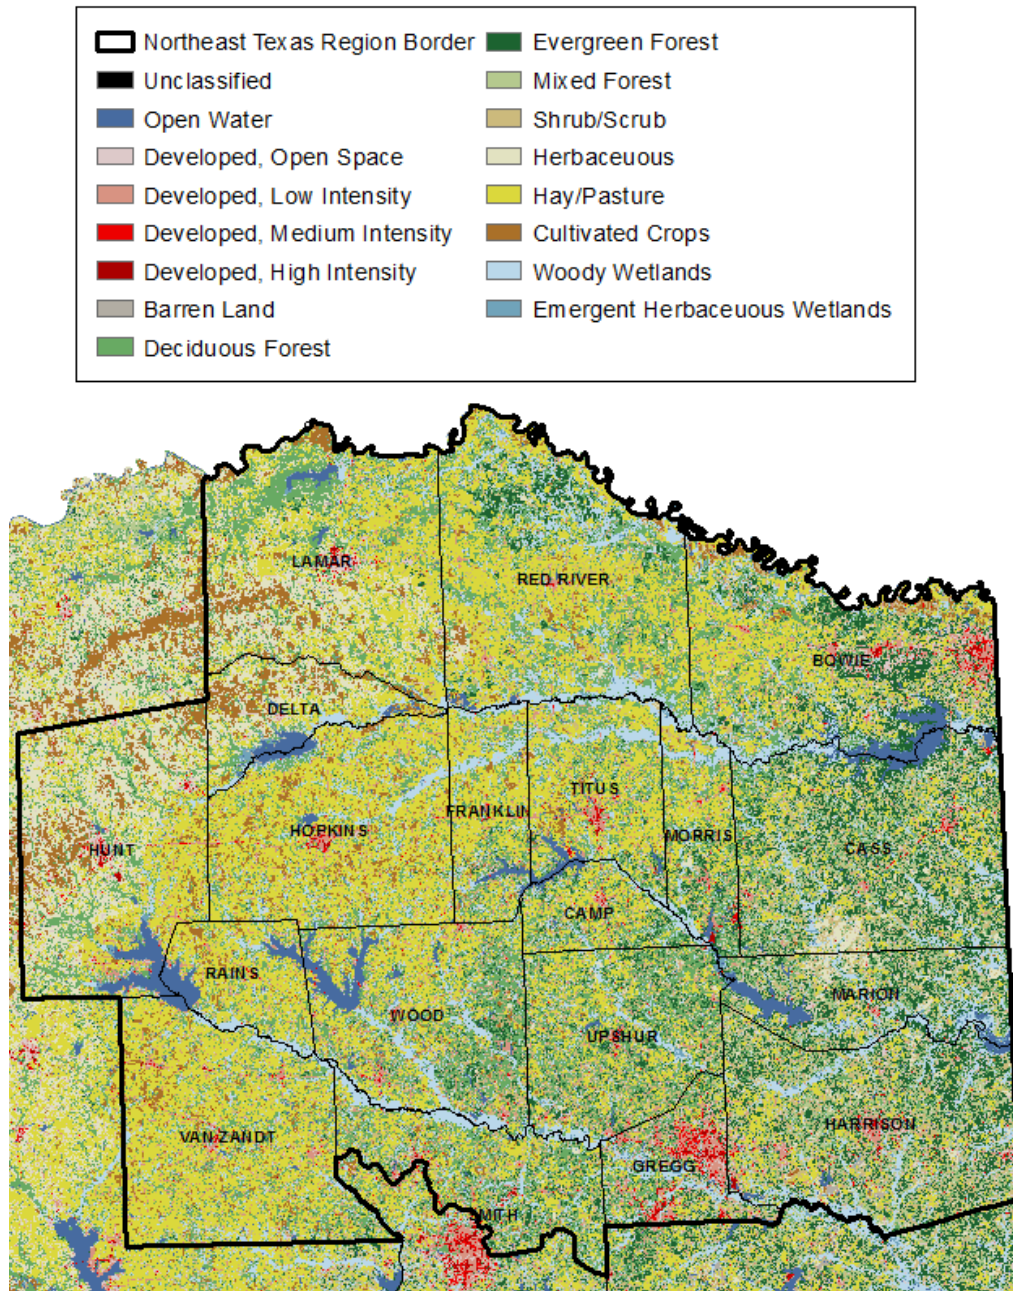 Northeast Texas Region Border
Unclassified
Open Water
Developed, Open Space
Developed, Low Intensity
Developed, Medium Intensity
Developed, High Intensity
Barren Land
Deciduous Forest
Evergreen Forest
Mixed Forest
Shrub/Scrub
Herbaceuous
Hay/Pasture
Cultivated Crops
Woody Wetlands
Emergent Herbaceuous Wetlands
LAMAR
RED RIVER
BOWIE
DELTA
TITUS
FRANKLIN
HOPKINS
MORRIS
HUNT
CASS
CAMP
RAINS
MARION
WOOD
UPSHUR
HARRISON
VAN ZANDT
GREGG
MITH